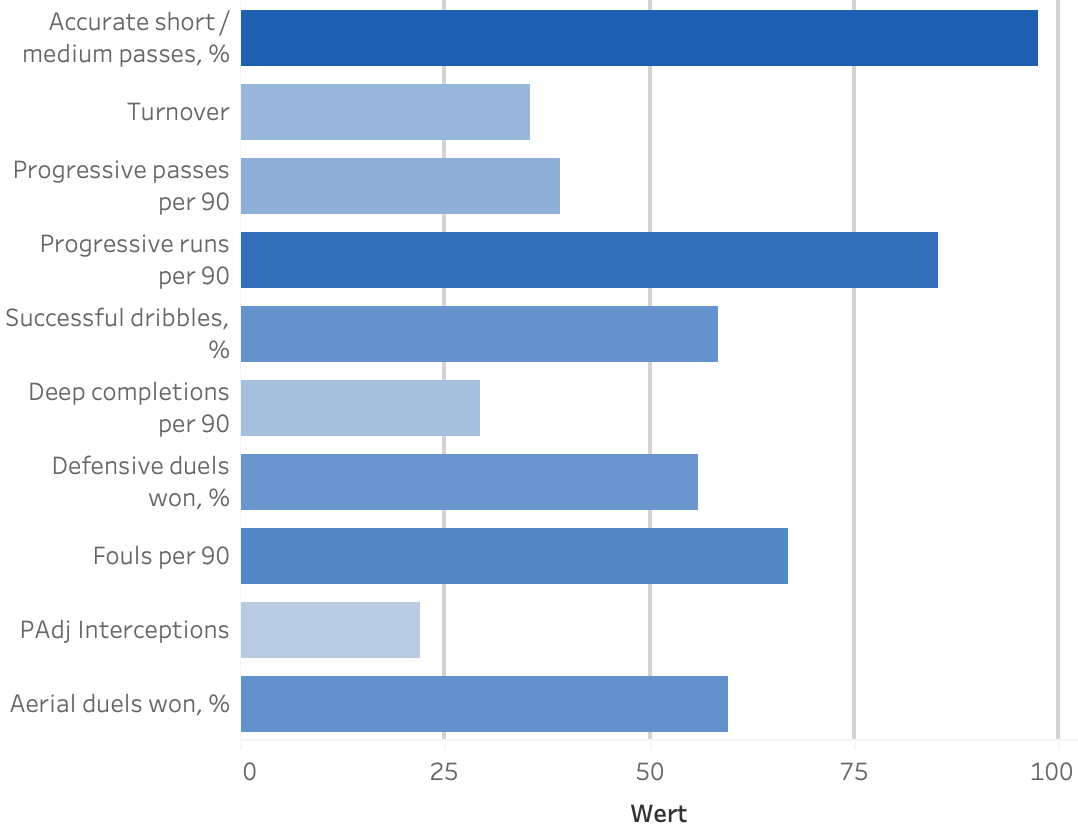 Accurate short/
medium passes, %
Turnover
Progressive passes
per 90
Progressive runs
per 90
Successful dribbles,
%
Deep completions
per 90
Defensive duels
won, %
Fouls per 90
PAdj Interceptions
Aerial duels won, %
0 25 50 75 100
Wert